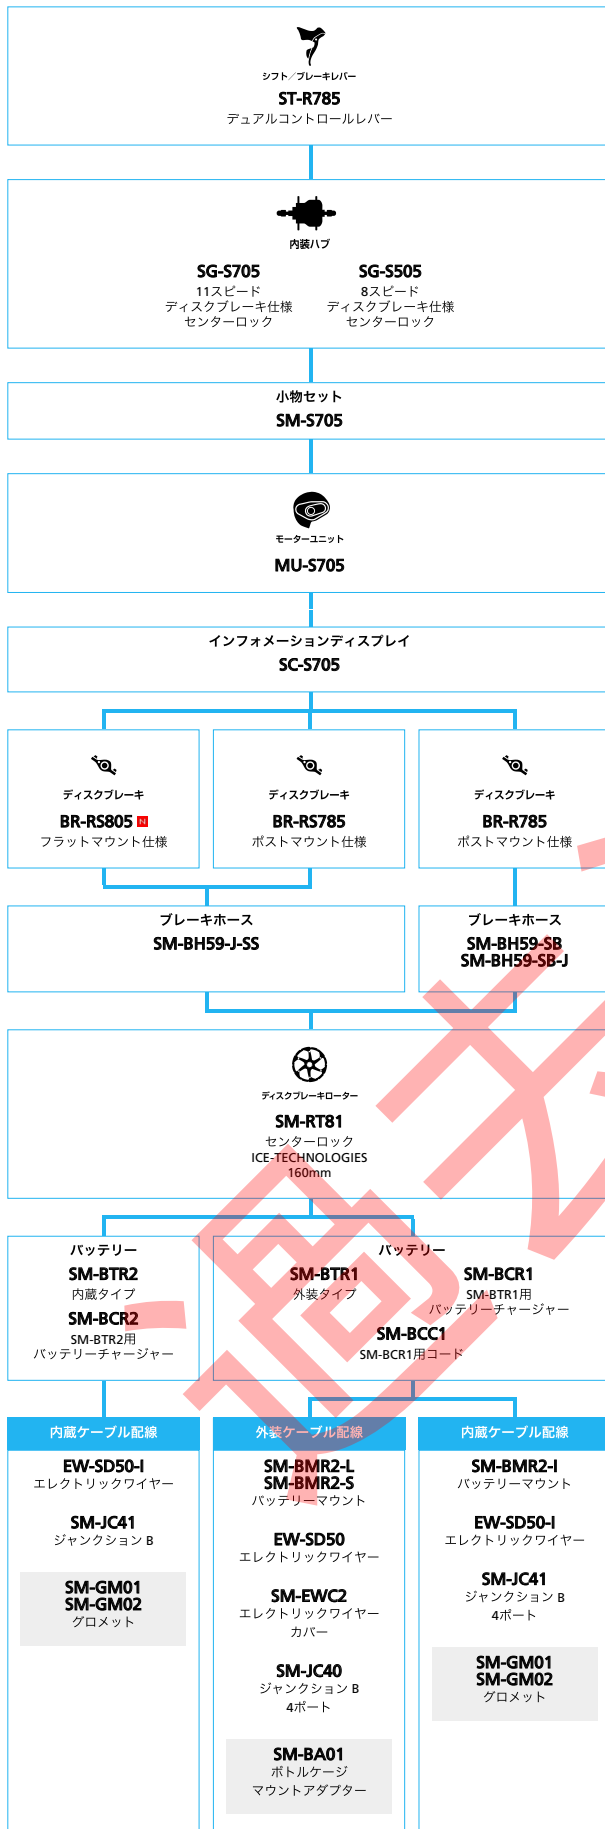 シフト／ブレーキレバー
ST-R785
デュアルコントロールレバー
内装ハブ
SG-S705
11スピード
ディスクブレーキ仕様
センターロック
SG-S505
8スピード
ディスクブレーキ仕様
センターロック
小物セット
SM-S705
モーターユニット
MU-S705
インフォメーションディスプレイ
SC-S705
ディスクブレーキ
BR-RS805 N
フラットマウント仕様
ディスクブレーキ
BR-RS785
ポストマウント仕様
ディスクブレーキ
BR-R785
ポストマウント仕様
ブレーキホース
SM-BH59-J-SS
ブレーキホース
SM-BH59-SB
SM-BH59-SB-J
ディスクブレーキローター
SM-RT81
センターロック
ICE-TECHNOLOGIES
160mm
バッテリー
SM-BTR2
内蔵タイプ
SM-BCR2
SM-BTR2用
バッテリーチャージャー
バッテリー
SM-BTR1
外装タイプ
SM-BCR1
SM-BTR1用
バッテリーチャージャー
SM-BCC1
SM-BCR1用コード
内蔵ケーブル配線
EW-SD50-I
エレクトリックワイヤー
SM-JC41
ジャンクション B
SM-GM01
SM-GM02
グロメット
外装ケーブル配線
SM-BMR2-L
SM-BMR2-S
バッテリーマウント
EW-SD50
エレクトリックワイヤー
SM-EWC2
エレクトリックワイヤー
カバー
SM-JC40
ジャンクション B
4ポート
SM-BA01
ボトルケージ
マウントアダプター
内蔵ケーブル配線
SM-BMR2-I
バッテリーマウント
EW-SD50-I
エレクトリックワイヤー
SM-JC41
ジャンクション B
4ポート
SM-GM01
SM-GM02
グロメット
過去